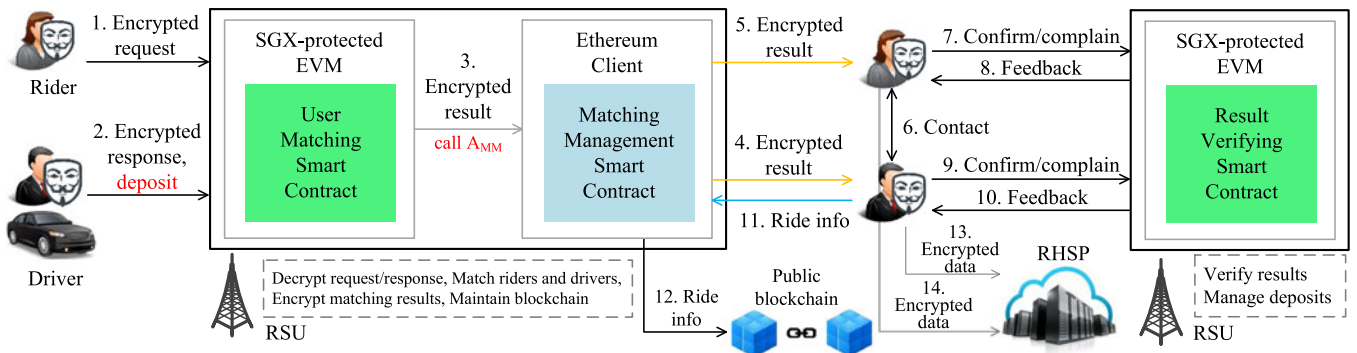 1. Encrypted
request
Rider
2. Encrypted
response,
deposit
Driver
SGX-protected
EVM
User
Matching
Smart
Contract
3.
Encrypted
result
call A_MM
Ethereum
Client
Matching
Management
Smart
Contract
Decrypt request/response, Match riders and drivers,
Encrypt matching results, Maintain blockchain
RSU
5. Encrypted
result
4. Encrypted
result
11. Ride info
12. Ride
info
Public
blockchain
7. Confirm/complain
8. Feedback
6. Contact
9. Confirm/complain
10. Feedback
13.
Encrypted
data
14.
Encrypted
data
RHSP
SGX-protected
EVM
Result
Verifying
Smart
Contract
Verify results
Manage deposits
RSU